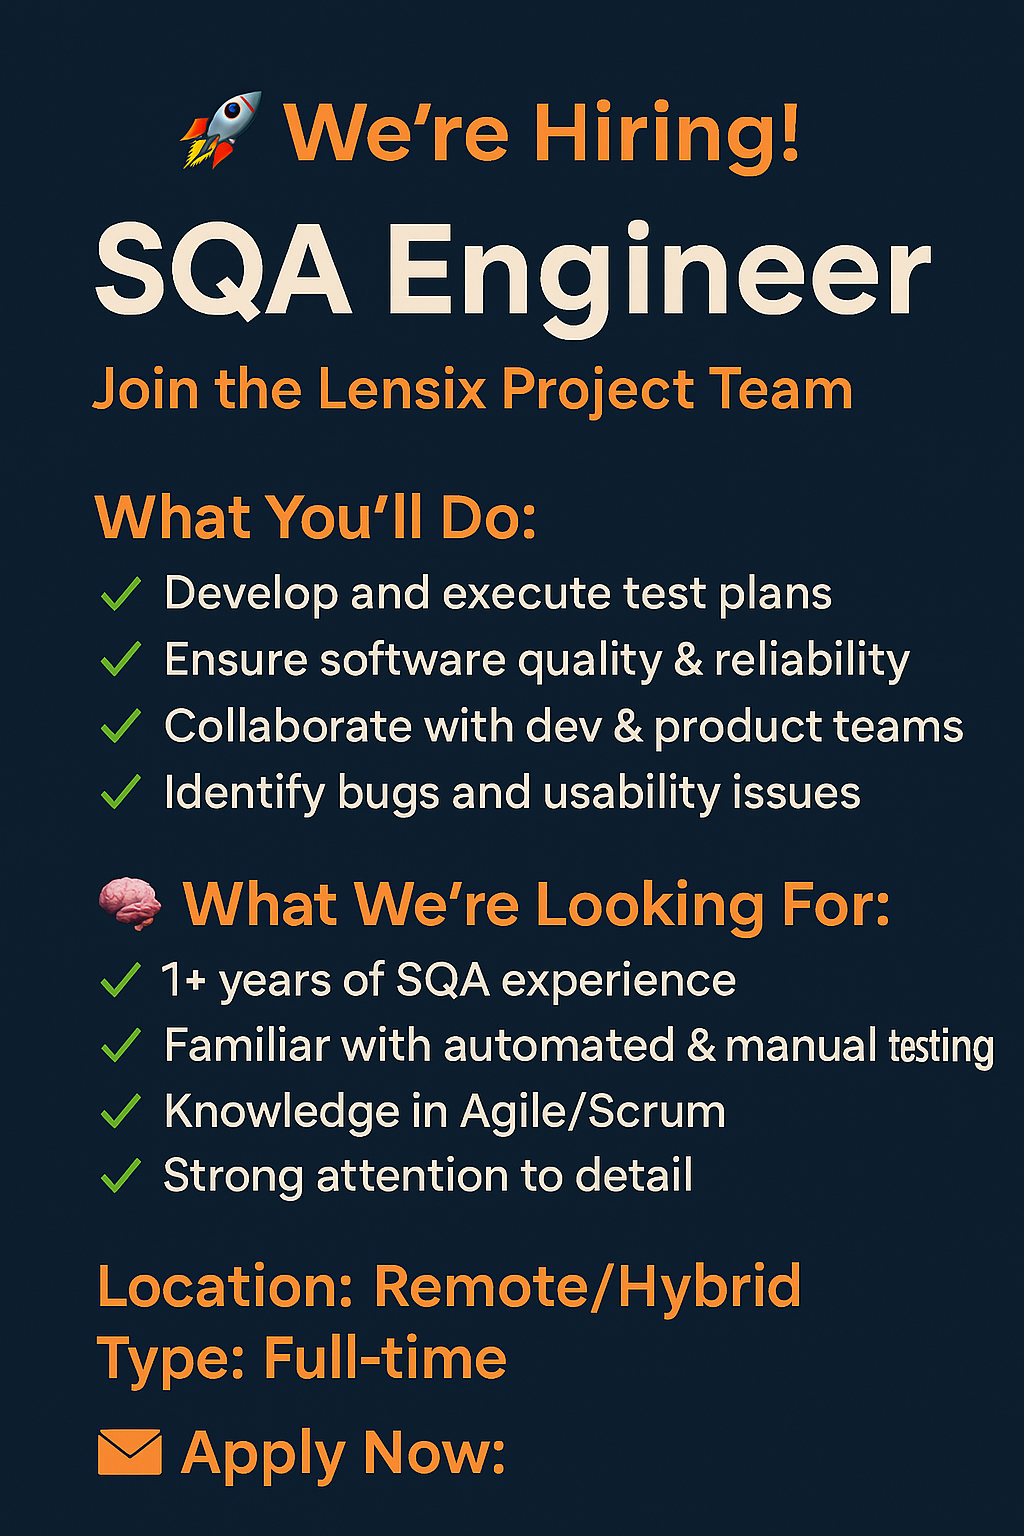 We're Hiring!
SQA Engineer
Join the Lensix Project Team
What You'll Do:
Develop and execute test plans
Ensure software quality & reliability
Collaborate with dev & product teams
Identify bugs and usability issues
What We're Looking For:
1+ years of SQA experience
Familiar with automated & manual testing
Knowledge in Agile/Scrum
Strong attention to detail
Location: Remote/Hybrid
Type: Full-time
Apply Now: